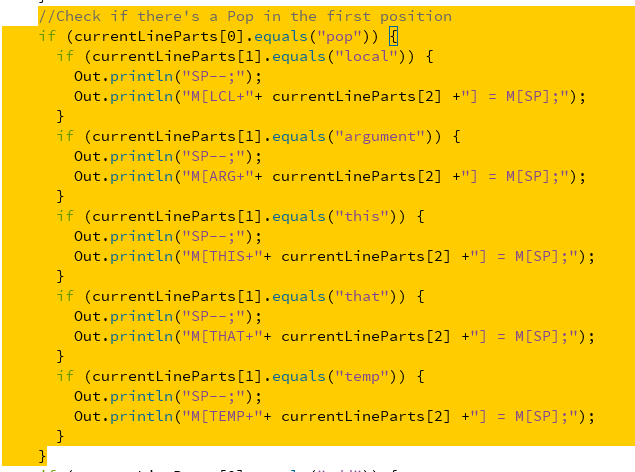 //Check if there's a Pop in the first position
if (currentLineParts[0].equals("pop")) {
if (currentLineParts[1].equals("local")) {
Out.println("SP--;");
M[LCL+"+ currentLineParts[2] +"] = M[SP];");
}
if (currentLineParts[1].equals("argument")) {
Out.println("SP--;");
Out.println("M[ARG+"+ currentLineParts[2] +"] = M[SP];");
}
if (currentLineParts[1].equals("this")) {
Out.println("SP--;");
Out.println("M[THIS+"+ currentLineParts[2] +"] = M[SP];");
}
if (currentLineParts[1].equals("that")) {
Out.println("SP--;");
Out.println("M[THAT+"+ currentLineParts[2] +"] = M[SP];");
}
if (currentLineParts[1].equals("temp")) {
Out.println("SP--;");
Out.println("M[TEMP+"+ currentLineParts[2] +"] = M[SP];");
}
}